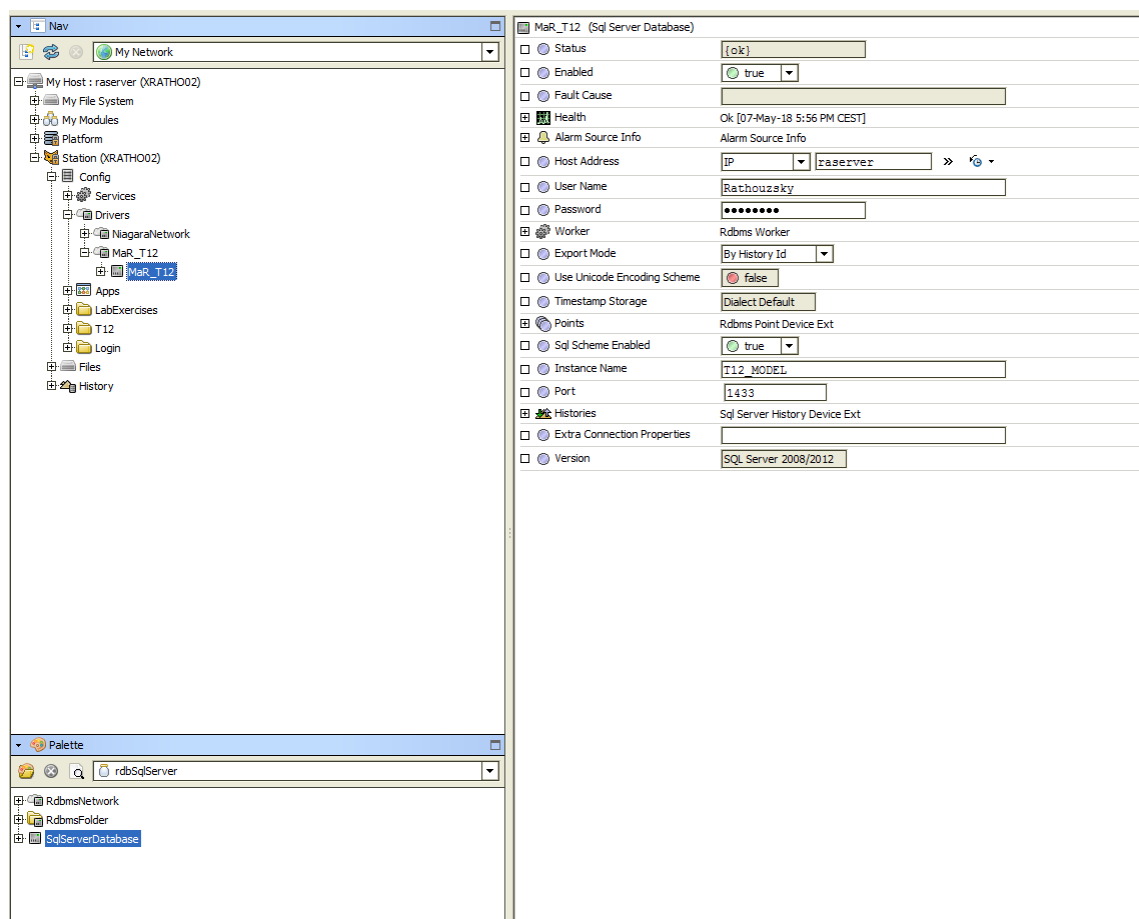 Nav
My Network
My Host : raserver (XRATHO02)
My File System
My Modules
Platform
Station (XRATHO02)
Config
Services
Drivers
NiagaraNetwork
MaR_T12
MaR_T12
Apps
LabExercises
T12
Login
Files
History
Palette
rdbSqlServer
RdbmsNetwork
RdbmsFolder
SqlServerDatabase
MaR_T12 (Sql Server Database)
Status {ok}
Enabled true
Fault Cause
Health Ok [07-May-18 5:56 PM CEST]
Alarm Source Info Alarm Source Info
Host Address IP raserver »
User Name Rathouzsky
Password ••••••••
Worker Rdbms Worker
Export Mode By History Id
Use Unicode Encoding Scheme false
Timestamp Storage Dialect Default
Points Rdbms Point Device Ext
Sql Scheme Enabled true
Instance Name T12_MODEL
Port 1433
Histories Sql Server History Device Ext
Extra Connection Properties
Version SQL Server 2008/2012